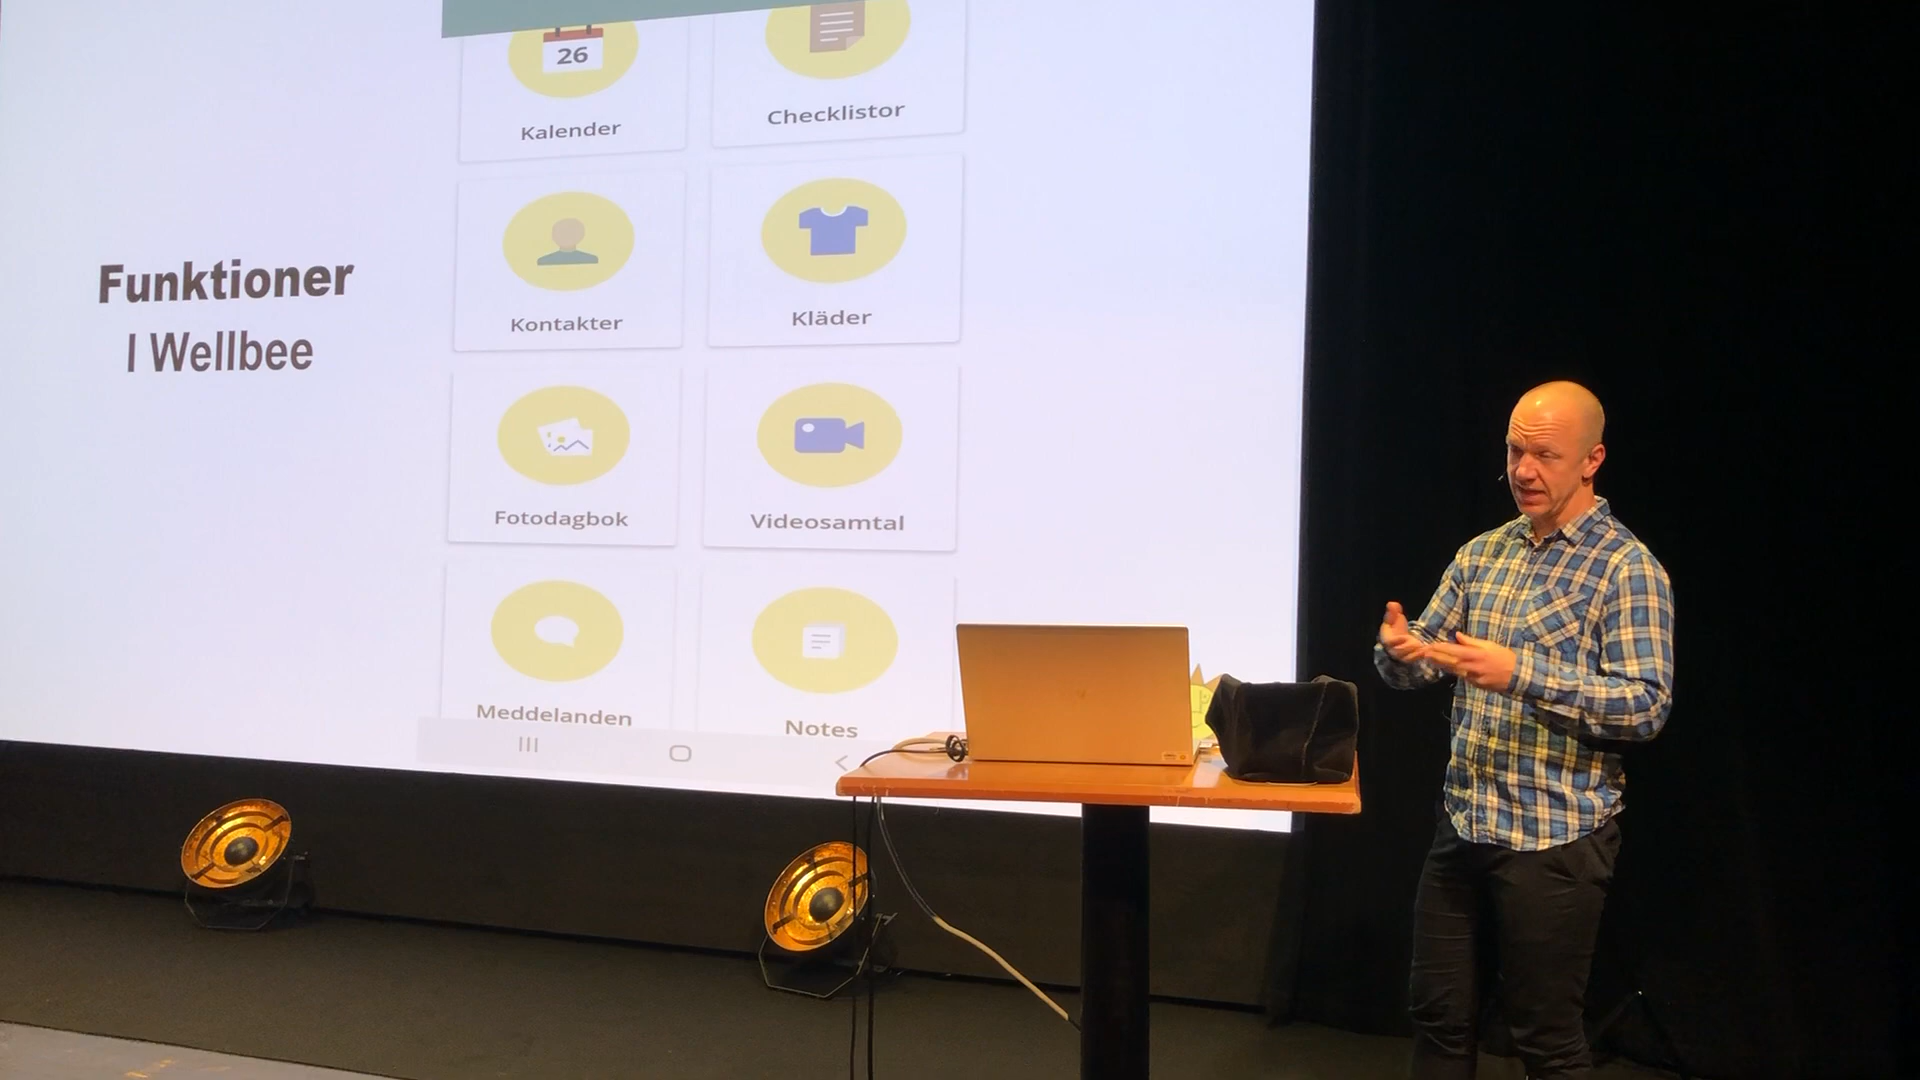 26
Kalender
Checklistor
Funktioner
I Wellbee
Kontakter
Kläder
Fotodagbok
Videosamtal
Meddelanden
Notes